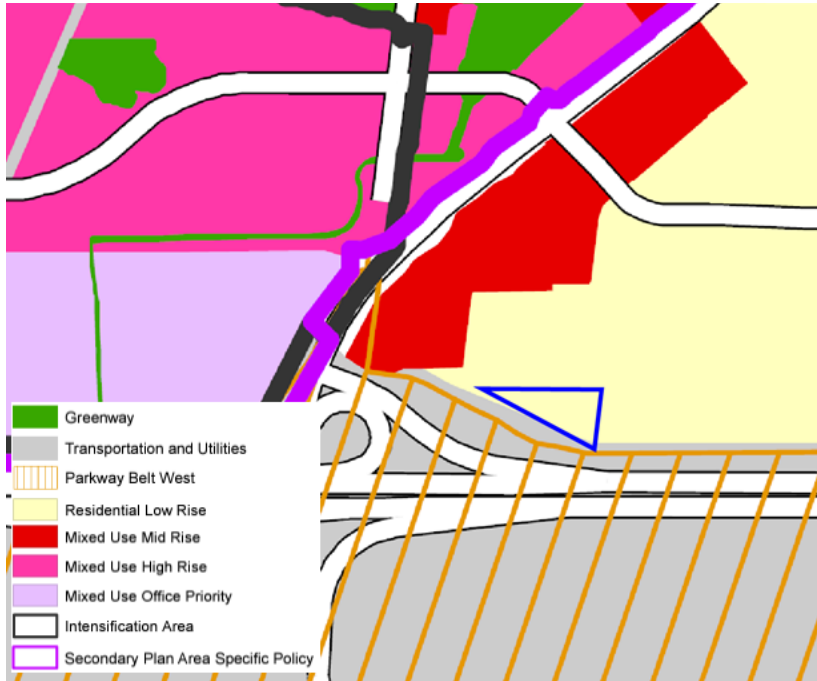 Greenway
Transportation and Utilities
Parkway Belt West
Residential Low Rise
Mixed Use Mid Rise
Mixed Use High Rise
Mixed Use Office Priority
Intensification Area
Secondary Plan Area Specific Policy